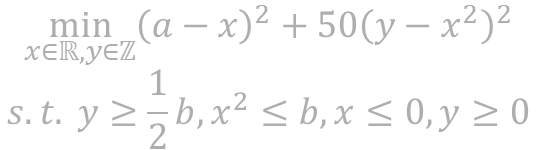 min (a − x)² + 50(y − x²)²
x∈ℝ,y∈ℤ
s. t. y ≥ 1/2 b, x² ≤ b, x ≤ 0, y ≥ 0